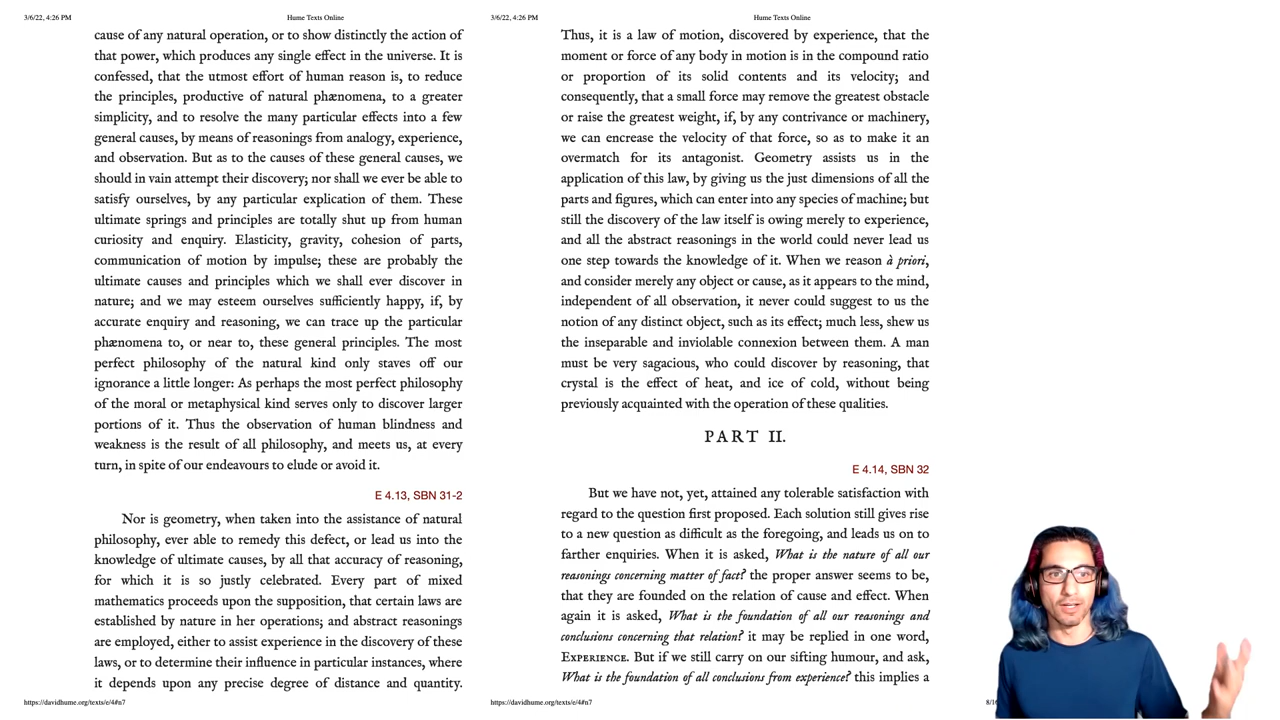 3/6/22, 4:26 PM
Hume Texts Online
cause of any natural operation, or to show distinctly the action of
that power, which produces any single effect in the universe. It is
confessed, that the utmost effort of human reason is, to reduce
the principles, productive of natural phænomena, to a greater
simplicity, and to resolve the many particular effects into a few
general causes, by means of reasonings from analogy, experience,
and observation. But as to the causes of these general causes, we
should in vain attempt their discovery; nor shall we ever be able to
satisfy ourselves, by any particular explication of them. These
ultimate springs and principles are totally shut up from human
curiosity and enquiry. Elasticity, gravity, cohesion of parts,
communication of motion by impulse; these are probably the
ultimate causes and principles which we shall ever discover in
nature; and we may esteem ourselves sufficiently happy, if, by
accurate enquiry and reasoning, we can trace up the particular
phænomena to, or near to, these general principles. The most
perfect philosophy of the natural kind only staves off our
ignorance a little longer: As perhaps the most perfect philosophy
of the moral or metaphysical kind serves only to discover larger
portions of it. Thus the observation of human blindness and
weakness is the result of all philosophy, and meets us, at every
turn, in spite of our endeavours to elude or avoid it.
E 4.13, SBN 31-2
Nor is geometry, when taken into the assistance of natural
philosophy, ever able to remedy this defect, or lead us into the
knowledge of ultimate causes, by all that accuracy of reasoning,
for which it is so justly celebrated. Every part of mixed
mathematics proceeds upon the supposition, that certain laws are
established by nature in her operations; and abstract reasonings
are employed, either to assist experience in the discovery of these
laws, or to determine their influence in particular instances, where
it depends upon any precise degree of distance and quantity.
https://davidhume.org/texts/e/4#n7
3/6/22, 4:26 PM
Hume Texts Online
Thus, it is a law of motion, discovered by experience, that the
moment or force of any body in motion is in the compound ratio
or proportion of its solid contents and its velocity; and
consequently, that a small force may remove the greatest obstacle
or raise the greatest weight, if, by any contrivance or machinery,
we can encrease the velocity of that force, so as to make it an
overmatch for its antagonist. Geometry assists us in the
application of this law, by giving us the just dimensions of all the
parts and figures, which can enter into any species of machine; but
still the discovery of the law itself is owing merely to experience,
and all the abstract reasonings in the world could never lead us
one step towards the knowledge of it. When we reason à priori,
and consider merely any object or cause, as it appears to the mind,
independent of all observation, it never could suggest to us the
notion of any distinct object, such as its effect; much less, shew us
the inseparable and inviolable connexion between them. A man
must be very sagacious, who could discover by reasoning, that
crystal is the effect of heat, and ice of cold, without being
previously acquainted with the operation of these qualities.
PART II.
E 4.14, SBN 32
But we have not, yet, attained any tolerable satisfaction with
regard to the question first proposed. Each solution still gives rise
to a new question as difficult as the foregoing, and leads us on to
farther enquiries. When it is asked, What is the nature of all our
reasonings concerning matter of fact? the proper answer seems to be,
that they are founded on the relation of cause and effect. When
again it is asked, What is the foundation of all our reasonings and
conclusions concerning that relation? it may be replied in one word,
EXPERIENCE. But if we still carry on our sifting humour, and ask,
What is the foundation of all conclusions from experience? this implies a
https://davidhume.org/texts/e/4#n7